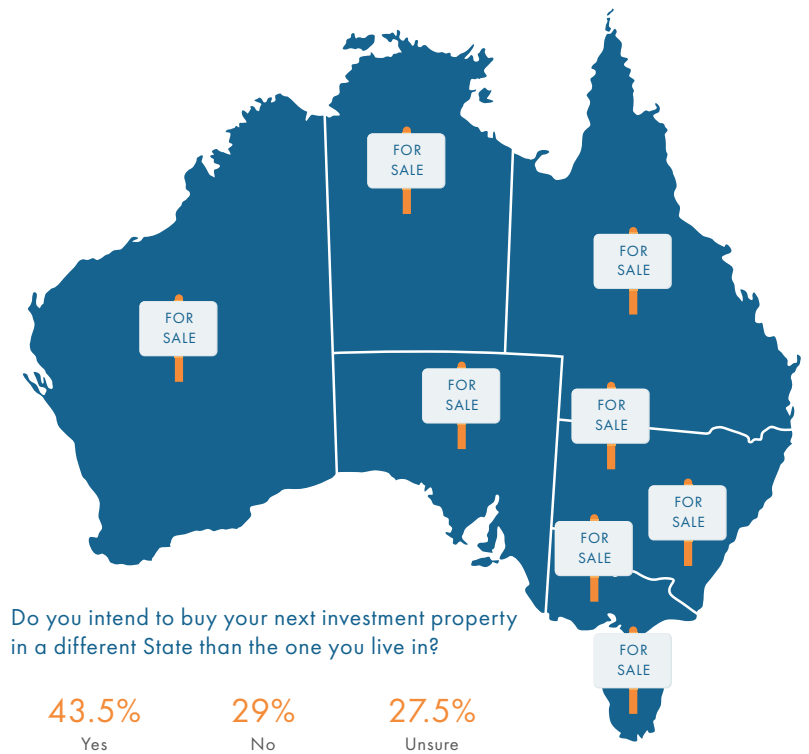 FOR
SALE
FOR
SALE
FOR
SALE
FOR
SALE
FOR
SALE
FOR
SALE
FOR
SALE
FOR
SALE
Do you intend to buy your next investment property
in a different State than the one you live in?
43.5% 29% 27.5%
Yes No Unsure